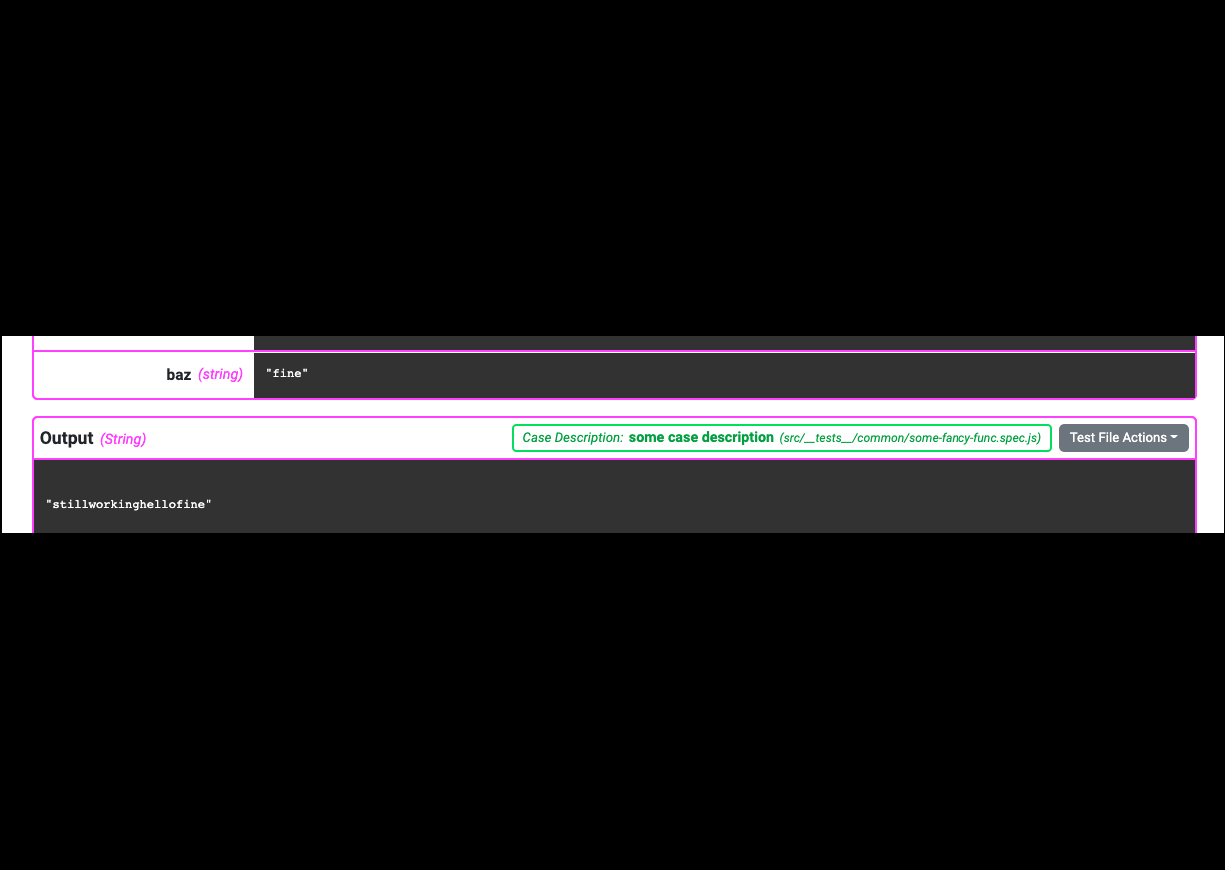 baz (string) "fine"
Output (String) Case Description: some case description (src/__tests__/common/some-fancy-func.spec.js) Test File Actions
"stillworkinghellofine"